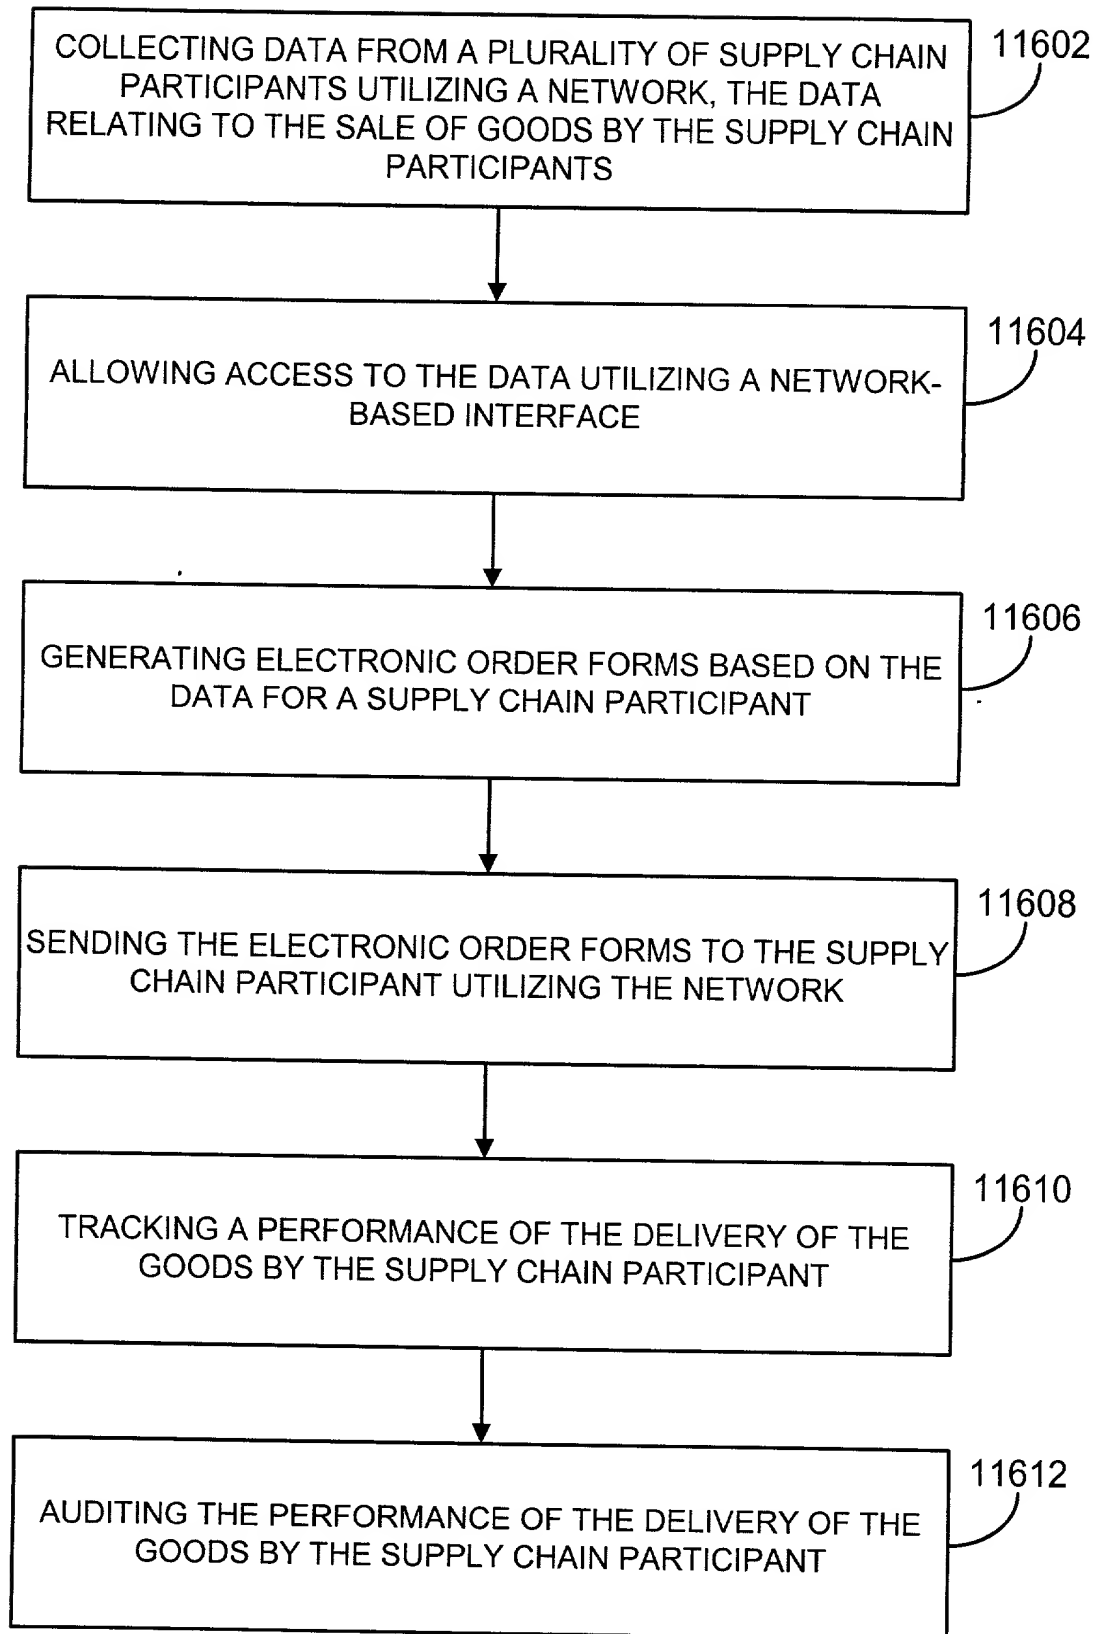 COLLECTING DATA FROM A PLURALITY OF SUPPLY CHAIN
PARTICIPANTS UTILIZING A NETWORK, THE DATA
RELATING TO THE SALE OF GOODS BY THE SUPPLY CHAIN
PARTICIPANTS
11602
ALLOWING ACCESS TO THE DATA UTILIZING A NETWORK-
BASED INTERFACE
11604
GENERATING ELECTRONIC ORDER FORMS BASED ON THE
DATA FOR A SUPPLY CHAIN PARTICIPANT
11606
SENDING THE ELECTRONIC ORDER FORMS TO THE SUPPLY
CHAIN PARTICIPANT UTILIZING THE NETWORK
11608
TRACKING A PERFORMANCE OF THE DELIVERY OF THE
GOODS BY THE SUPPLY CHAIN PARTICIPANT
11610
AUDITING THE PERFORMANCE OF THE DELIVERY OF THE
GOODS BY THE SUPPLY CHAIN PARTICIPANT
11612